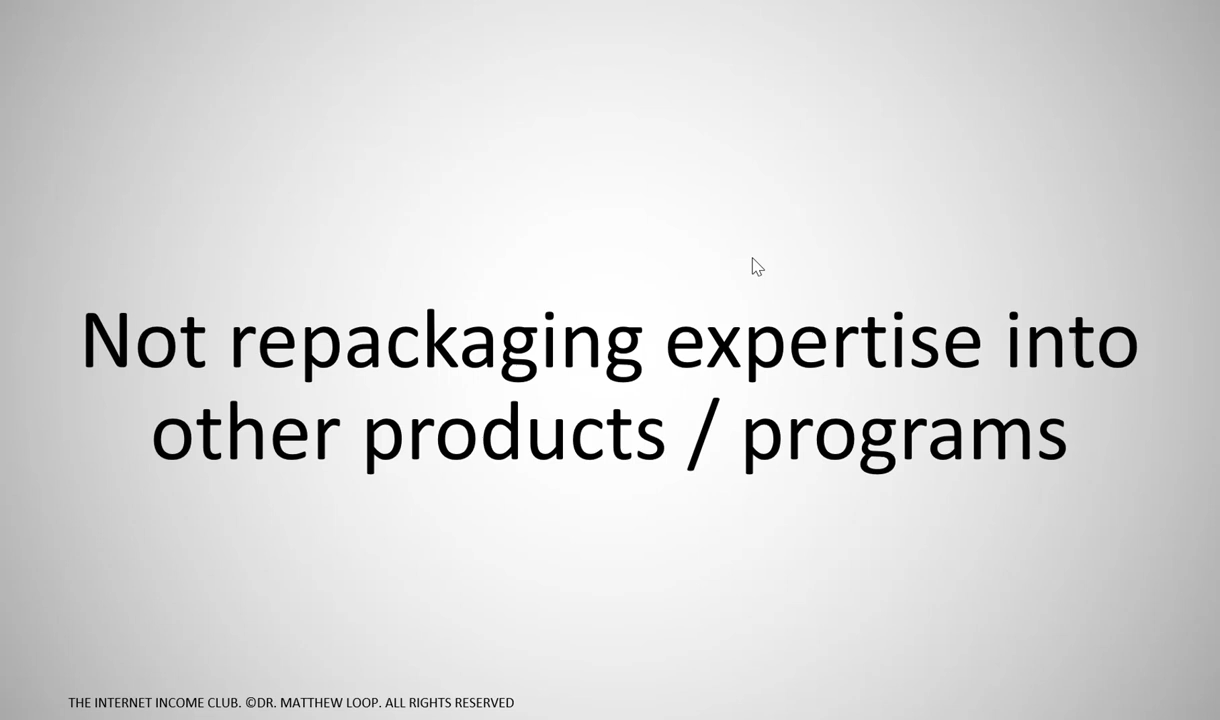 Not repackaging expertise into
other products / programs
THE INTERNET INCOME CLUB. ©DR. MATTHEW LOOP. ALL RIGHTS RESERVED